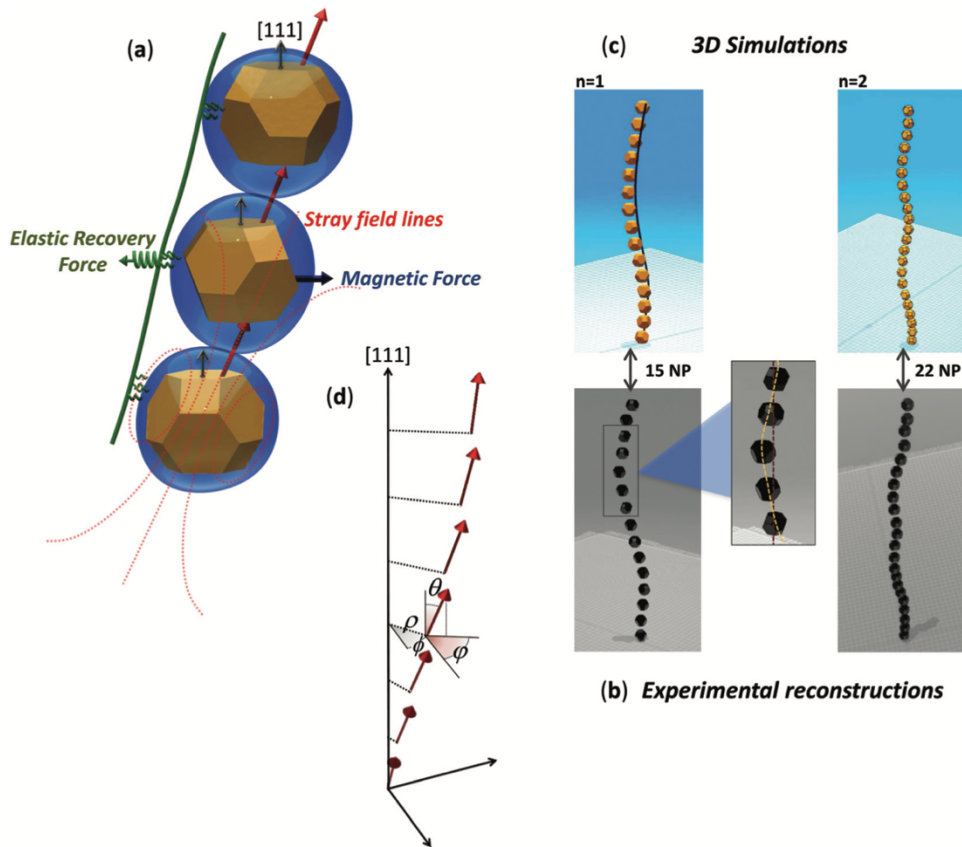 (a)
[111]
Elastic Recovery
Force
Stray field lines
Magnetic Force
(d)
[111]
θ
ρ
ϕ
φ
(c) 3D Simulations
n=1
n=2
15 NP
22 NP
(b) Experimental reconstructions